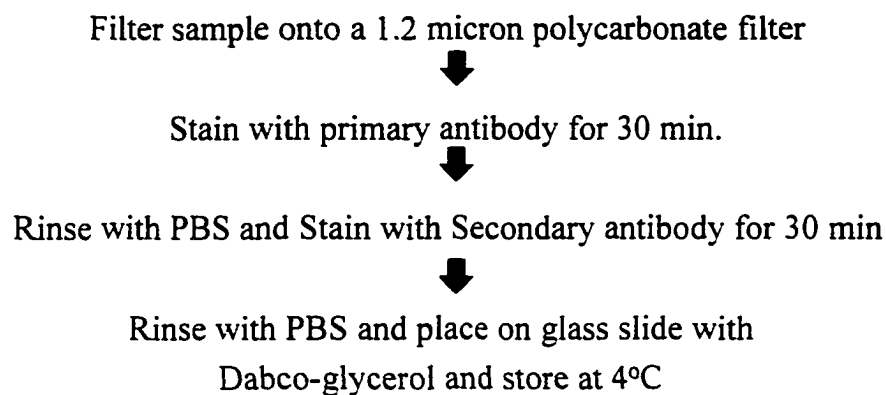 Filter sample onto a 1.2 micron polycarbonate filter
Stain with primary antibody for 30 min.
Rinse with PBS and Stain with Secondary antibody for 30 min
Rinse with PBS and place on glass slide with
Dabco-glycerol and store at 4ºC